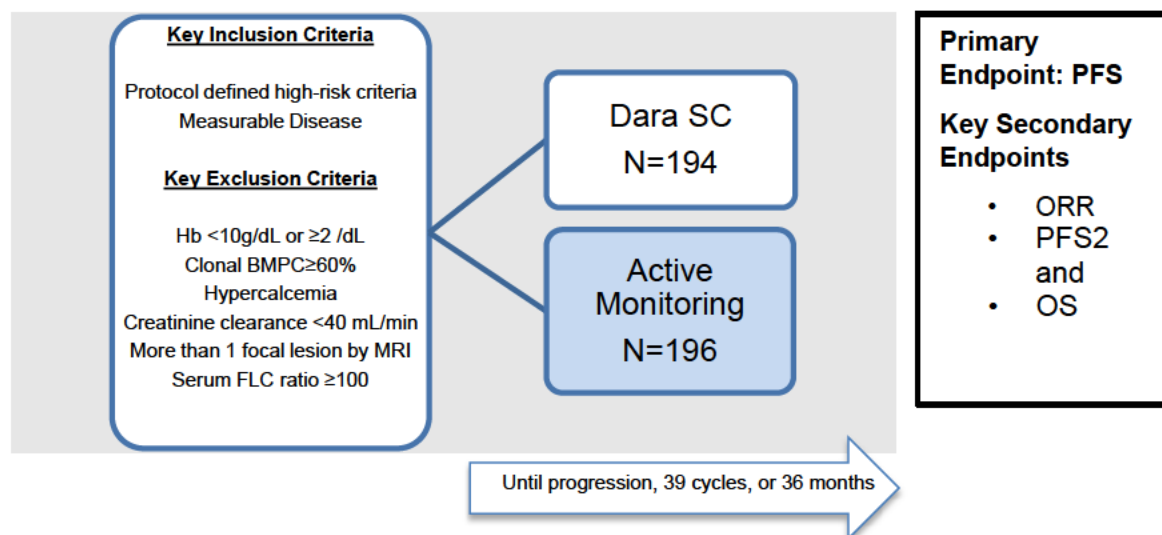 Key Inclusion Criteria
Protocol defined high-risk criteria
Measurable Disease
Key Exclusion Criteria
Hb <10g/dL or ≥2 /dL
Clonal BMPC≥60%
Hypercalcemia
Creatinine clearance <40 mL/min
More than 1 focal lesion by MRI
Serum FLC ratio ≥100
Dara SC
N=194
Active
Monitoring
N=196
Until progression, 39 cycles, or 36 months
Primary
Endpoint: PFS
Key Secondary
Endpoints
• ORR
• PFS2
and
• OS